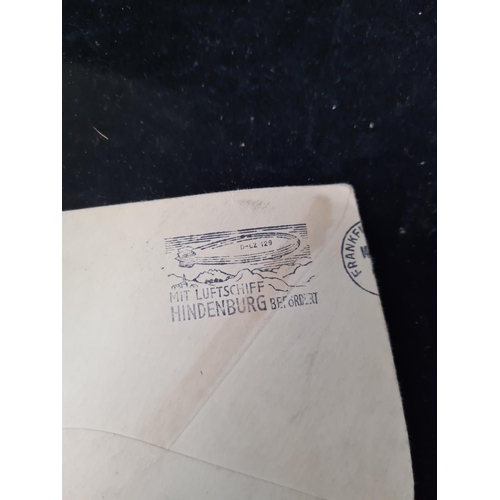 D-LZ 129
MIT LUFTSCHIFF
HINDENBURG BEFÖRDERT
FRANKF